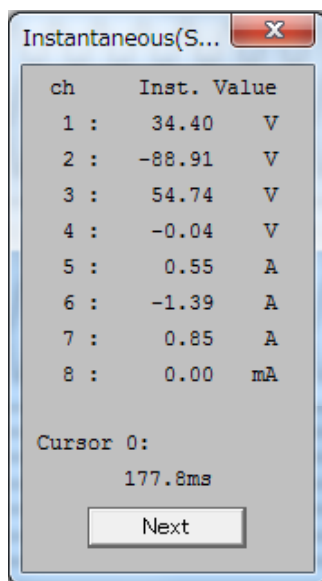 Instantaneous(S...
ch Inst. Value
1 : 34.40 V
2 : -88.91 V
3 : 54.74 V
4 : -0.04 V
5 : 0.55 A
6 : -1.39 A
7 : 0.85 A
8 : 0.00 mA
Cursor 0:
177.8ms
Next